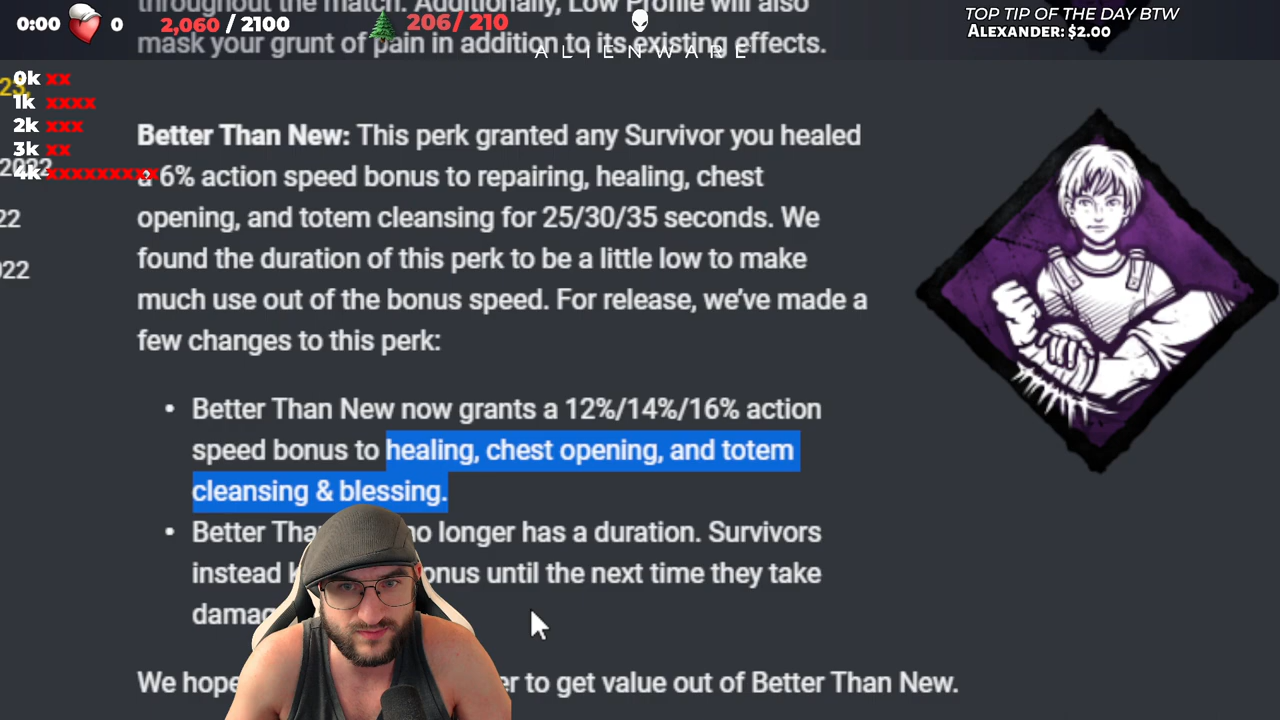 throughout the match. Additionally, Low Profile will also
mask your grunt of pain in addition to its existing effects.
0:00 0 2,060 / 2100 206/ 210
ALIENWARE
TOP TIP OF THE DAY BTW
ALEXANDER: $2.00
0k xx
1k xxxx
2k xxx
3k xx
4k xxxxxxxxxx
23,
2022
22
022
Better Than New: This perk granted any Survivor you healed
a 6% action speed bonus to repairing, healing, chest
opening, and totem cleansing for 25/30/35 seconds. We
found the duration of this perk to be a little low to make
much use out of the bonus speed. For release, we've made a
few changes to this perk:
• Better Than New now grants a 12%/14%/16% action
speed bonus to healing, chest opening, and totem
cleansing & blessing.
• Better Tha no longer has a duration. Survivors
instead onus until the next time they take
damag
We hope er to get value out of Better Than New.